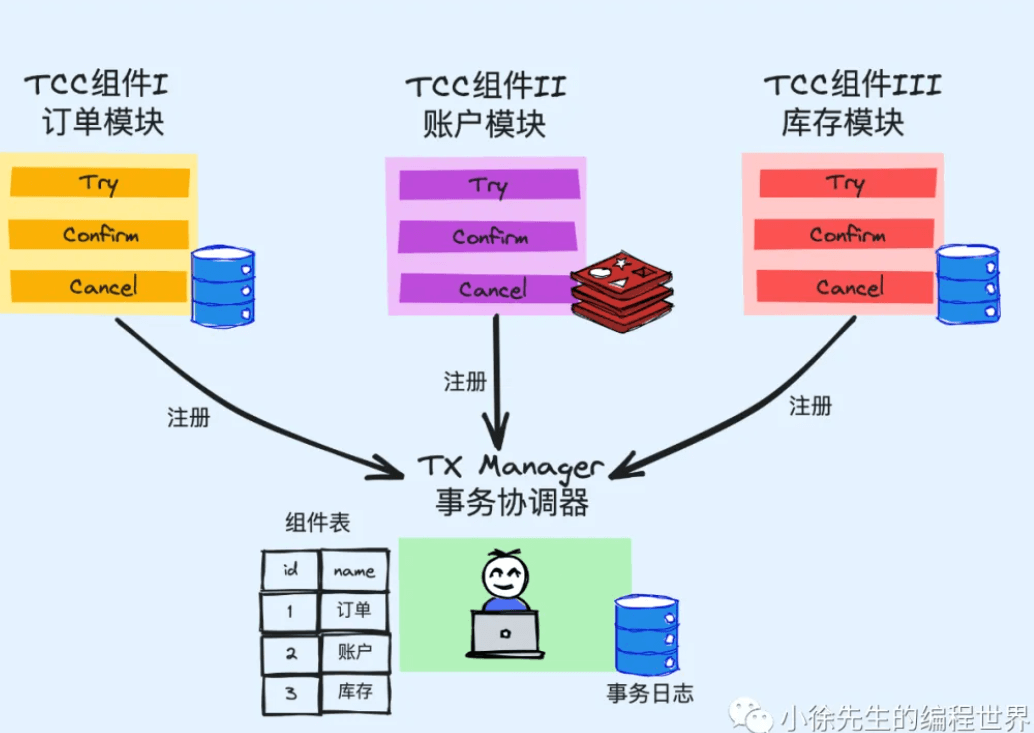 TCC组件I
订单模块
TCC组件II
账户模块
TCC组件III
库存模块
Try
Confirm
Cancel
Try
Confirm
Cancel
Try
Confirm
Cancel
注册
注册
注册
TX Manager
事务协调器
组件表
id name
1 订单
2 账户
3 库存
事务日志
小徐先生的编程世界